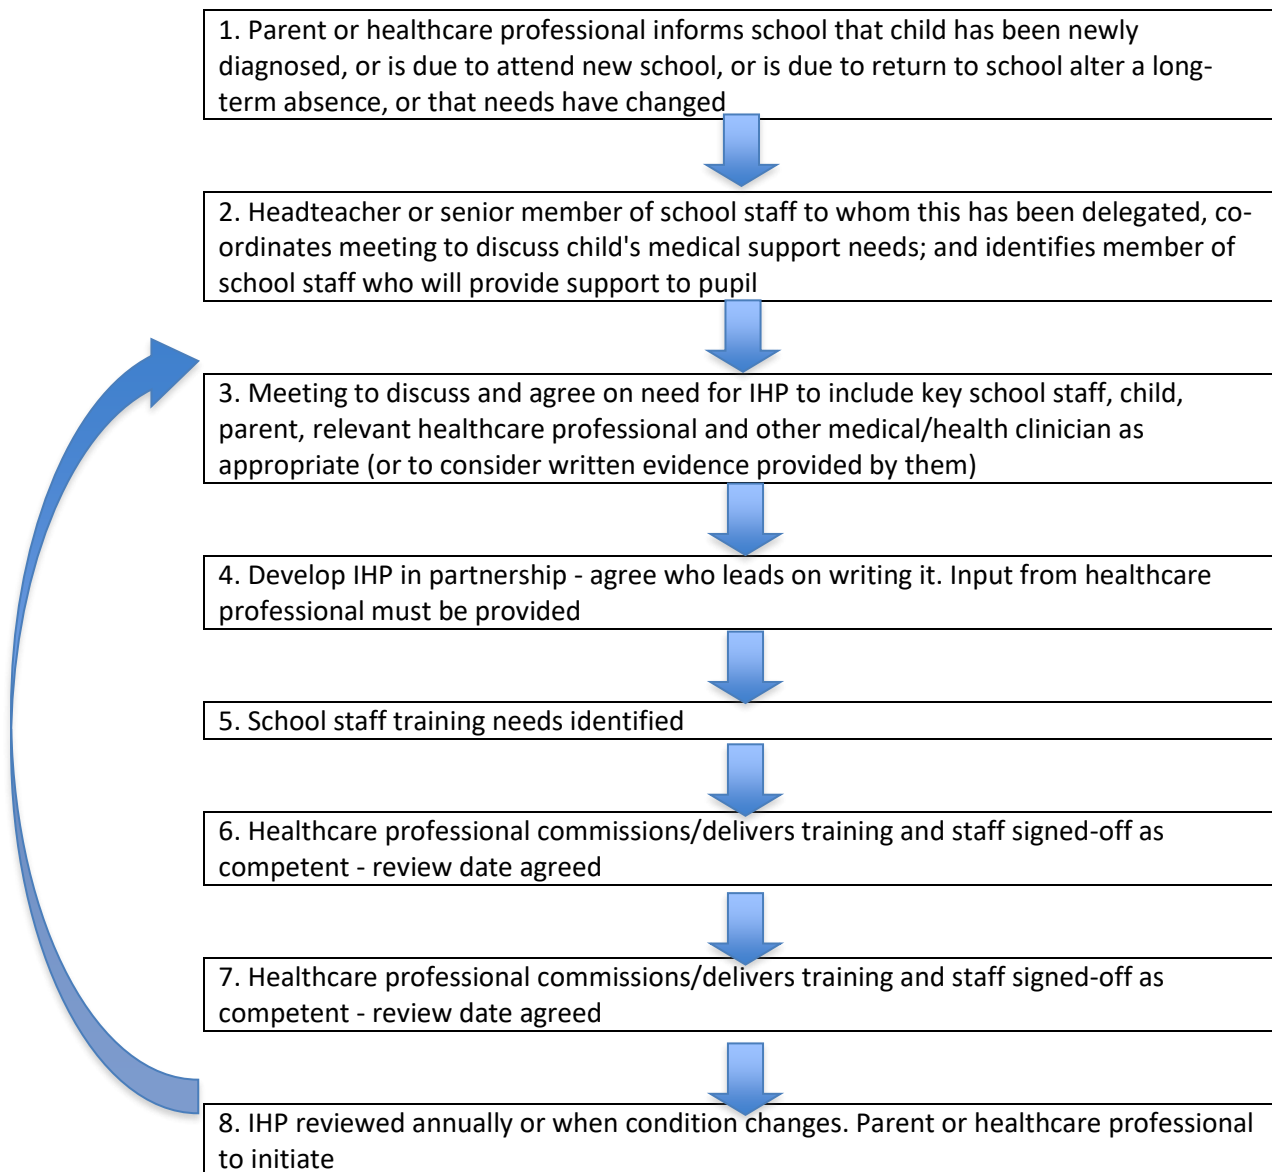 1. Parent or healthcare professional informs school that child has been newly
diagnosed, or is due to attend new school, or is due to return to school alter a long-
term absence, or that needs have changed
2. Headteacher or senior member of school staff to whom this has been delegated, co-
ordinates meeting to discuss child's medical support needs; and identifies member of
school staff who will provide support to pupil
3. Meeting to discuss and agree on need for IHP to include key school staff, child,
parent, relevant healthcare professional and other medical/health clinician as
appropriate (or to consider written evidence provided by them)
4. Develop IHP in partnership - agree who leads on writing it. Input from healthcare
professional must be provided
5. School staff training needs identified
6. Healthcare professional commissions/delivers training and staff signed-off as
competent - review date agreed
7. Healthcare professional commissions/delivers training and staff signed-off as
competent - review date agreed
8. IHP reviewed annually or when condition changes. Parent or healthcare professional
to initiate